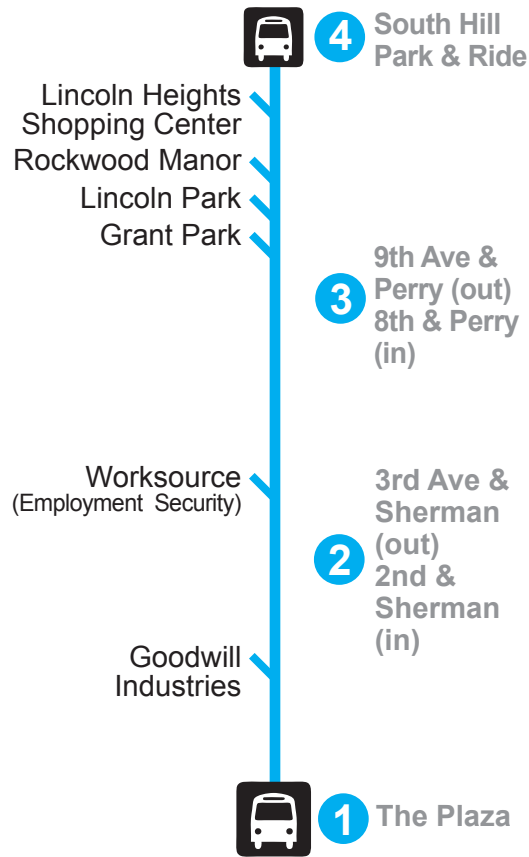 4 South Hill
Park & Ride
Lincoln Heights
Shopping Center
Rockwood Manor
Lincoln Park
Grant Park
3
9th Ave &
Perry (out)
8th & Perry
(in)
Worksource
(Employment Security)
2
3rd Ave &
Sherman
(out)
2nd &
Sherman
(in)
Goodwill
Industries
1 The Plaza